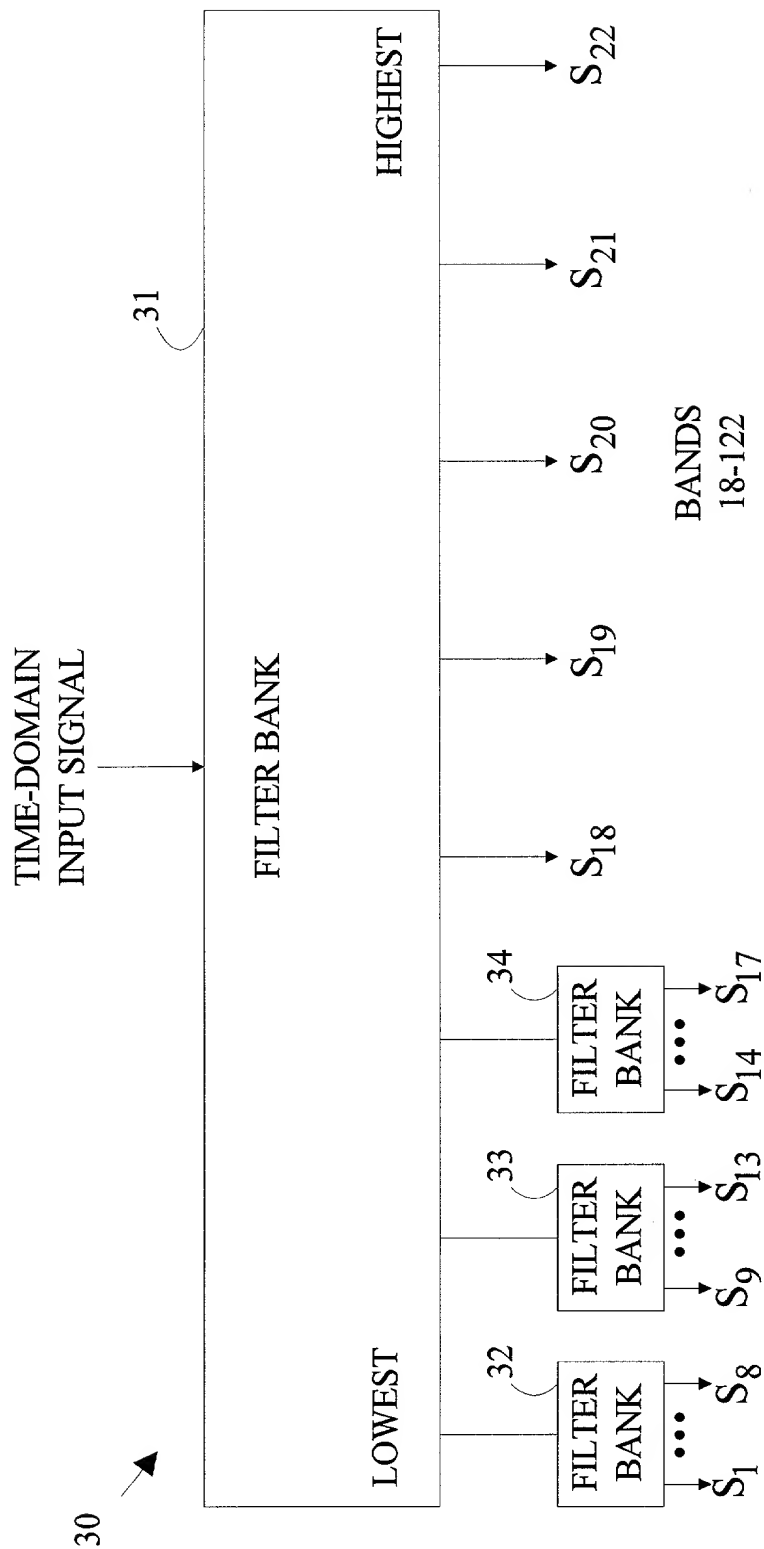 30
TIME-DOMAIN
INPUT SIGNAL
31
FILTER BANK
LOWEST
HIGHEST
32
33
34
FILTER
BANK
FILTER
BANK
FILTER
BANK
S1
S8
S9
S13
S14
S17
S18
S19
S20
S21
S22
BANDS
18-122